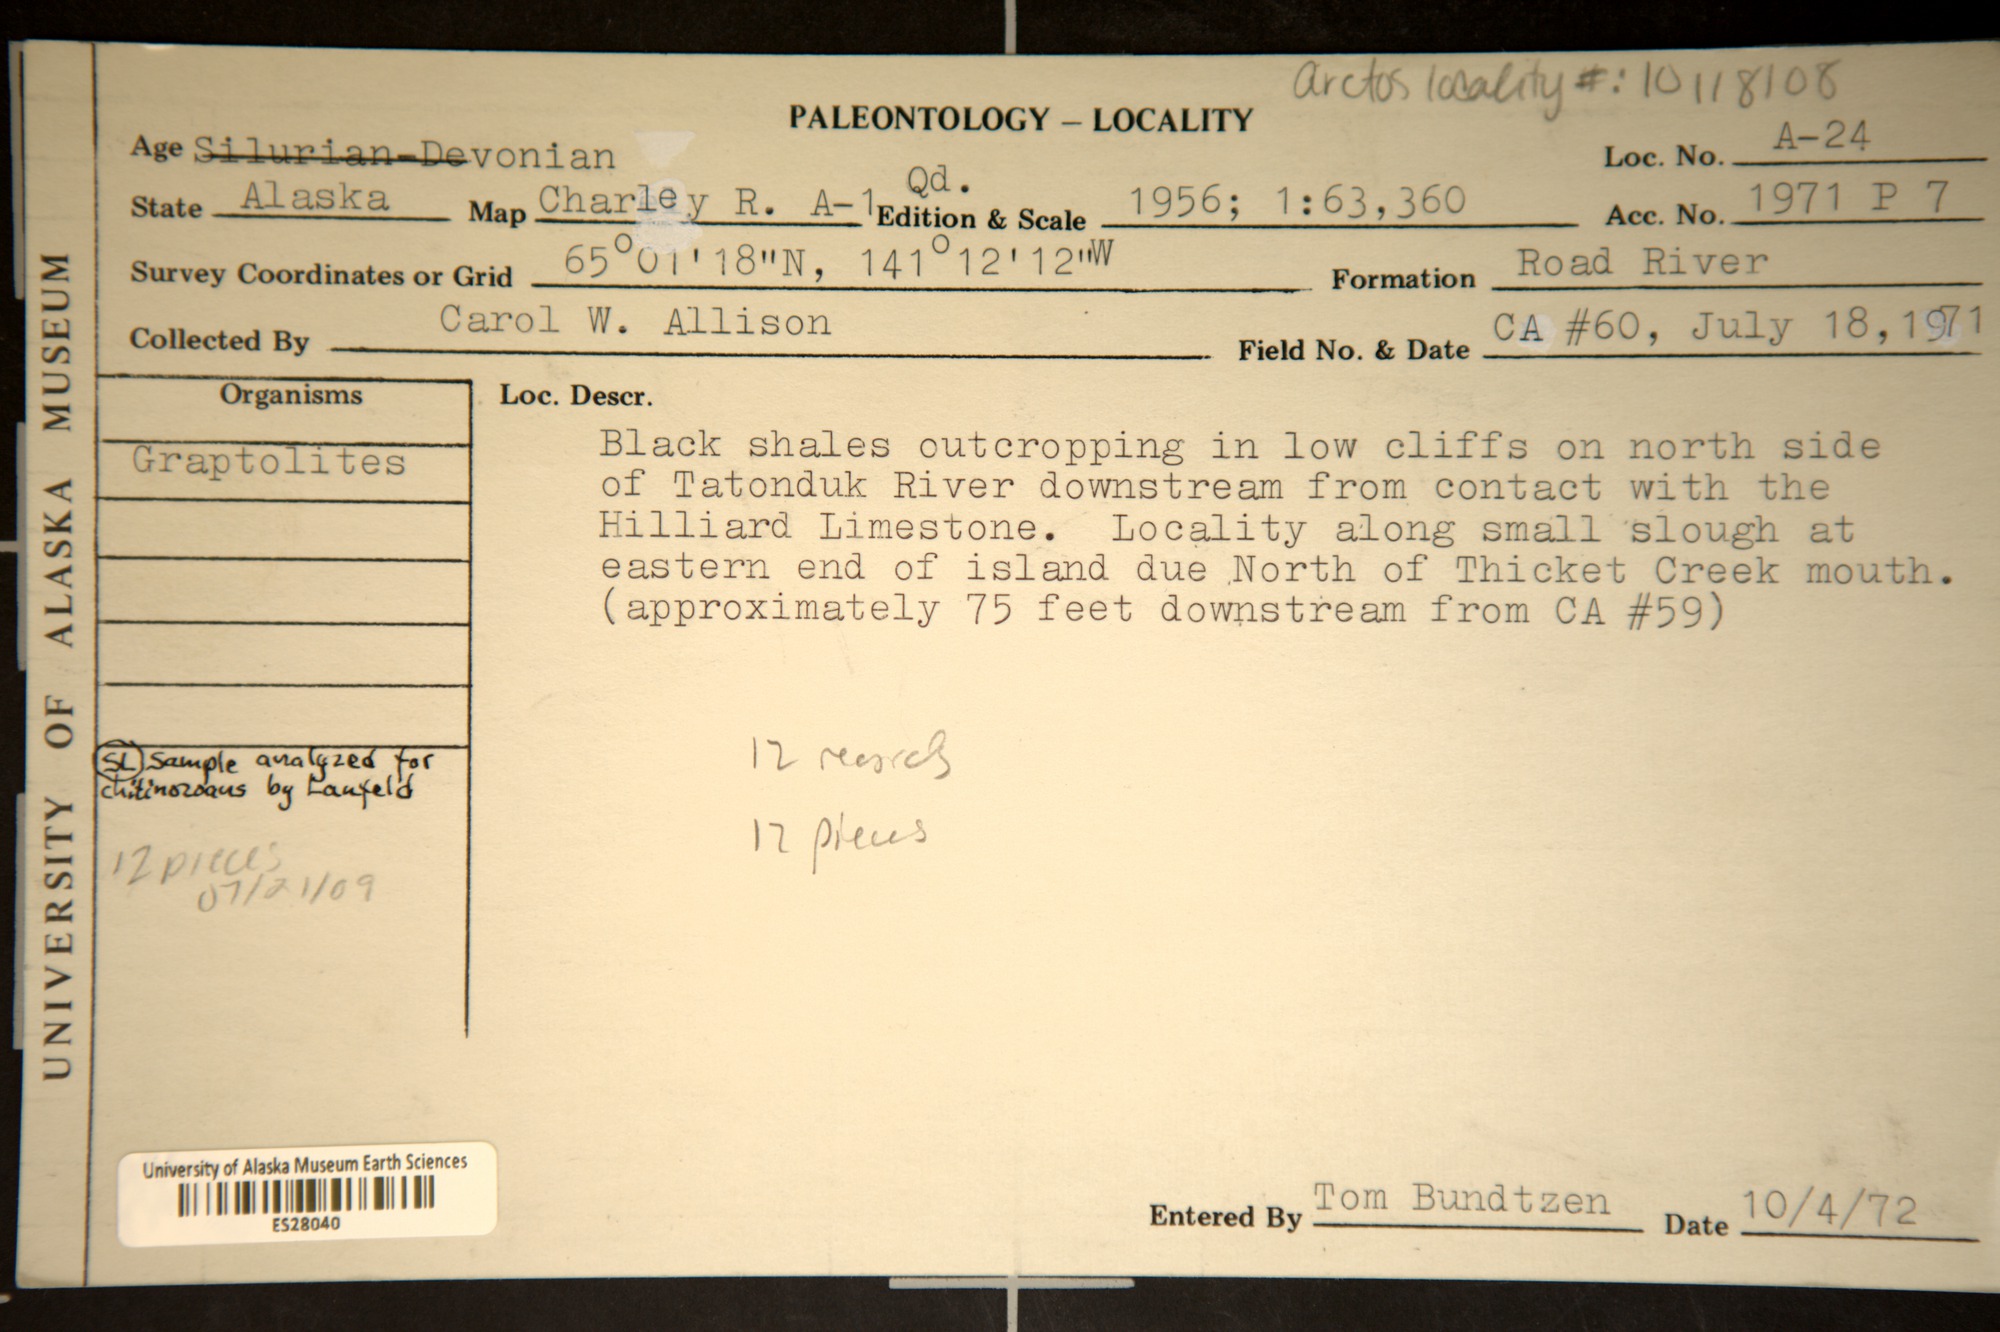 Arctos locality #: 10118108
PALEONTOLOGY – LOCALITY
Age Silurian-Devonian
Loc. No. A-24
State Alaska Map Charley R. A-1 Qd. Edition & Scale 1956; 1:63,360
Acc. No. 1971 P 7
Survey Coordinates or Grid 65°01'18"N, 141°12'12"W
Formation Road River
Collected By Carol W. Allison
Field No. & Date CA #60, July 18, 1971
Organisms
Graptolites
Loc. Descr.
Black shales outcropping in low cliffs on north side
of Tatonduk River downstream from contact with the
Hilliard Limestone. Locality along small slough at
eastern end of island due North of Thicket Creek mouth.
(approximately 75 feet downstream from CA #59)
12 records
12 pieces
SL Sample analyzed for
chitinozoans by Laufeld
12 pieces
07/21/09
UNIVERSITY OF ALASKA MUSEUM
University of Alaska Museum Earth Sciences
ES28040
Entered By Tom Bundtzen Date 10/4/72